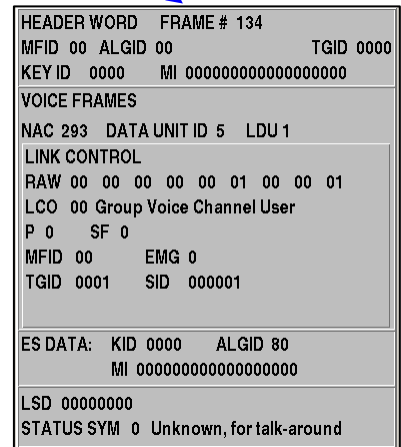 HEADER WORD FRAME # 134
MFID 00 ALGID 00 TGID 0000
KEY ID 0000 MI 000000000000000000
VOICE FRAMES
NAC 293 DATA UNIT ID 5 LDU 1
LINK CONTROL
RAW 00 00 00 00 00 01 00 00 01
LCO 00 Group Voice Channel User
P 0 SF 0
MFID 00 EMG 0
TGID 0001 SID 000001
ES DATA: KID 0000 ALGID 80
MI 000000000000000000
LSD 00000000
STATUS SYM 0 Unknown, for talk-around